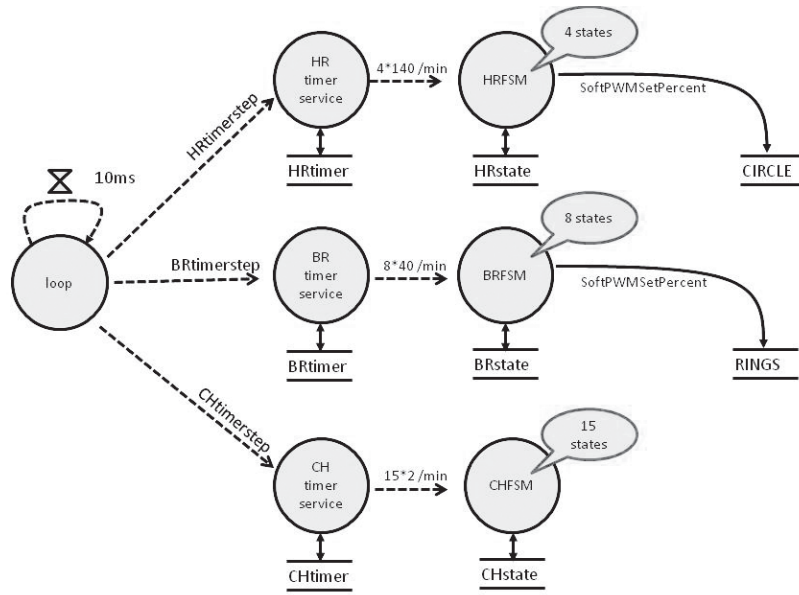 4 states
HR
timer
service
4*140 /min
HRFSM
SoftPWMSetPercent
HRtimerstep
HRtimer
HRstate
CIRCLE
10ms
8 states
loop
BRtimerstep
BR
timer
service
8*40 /min
BRFSM
SoftPWMSetPercent
BRtimer
BRstate
RINGS
CHtimerstep
15
states
CH
timer
service
15*2 /min
CHFSM
CHtimer
CHstate